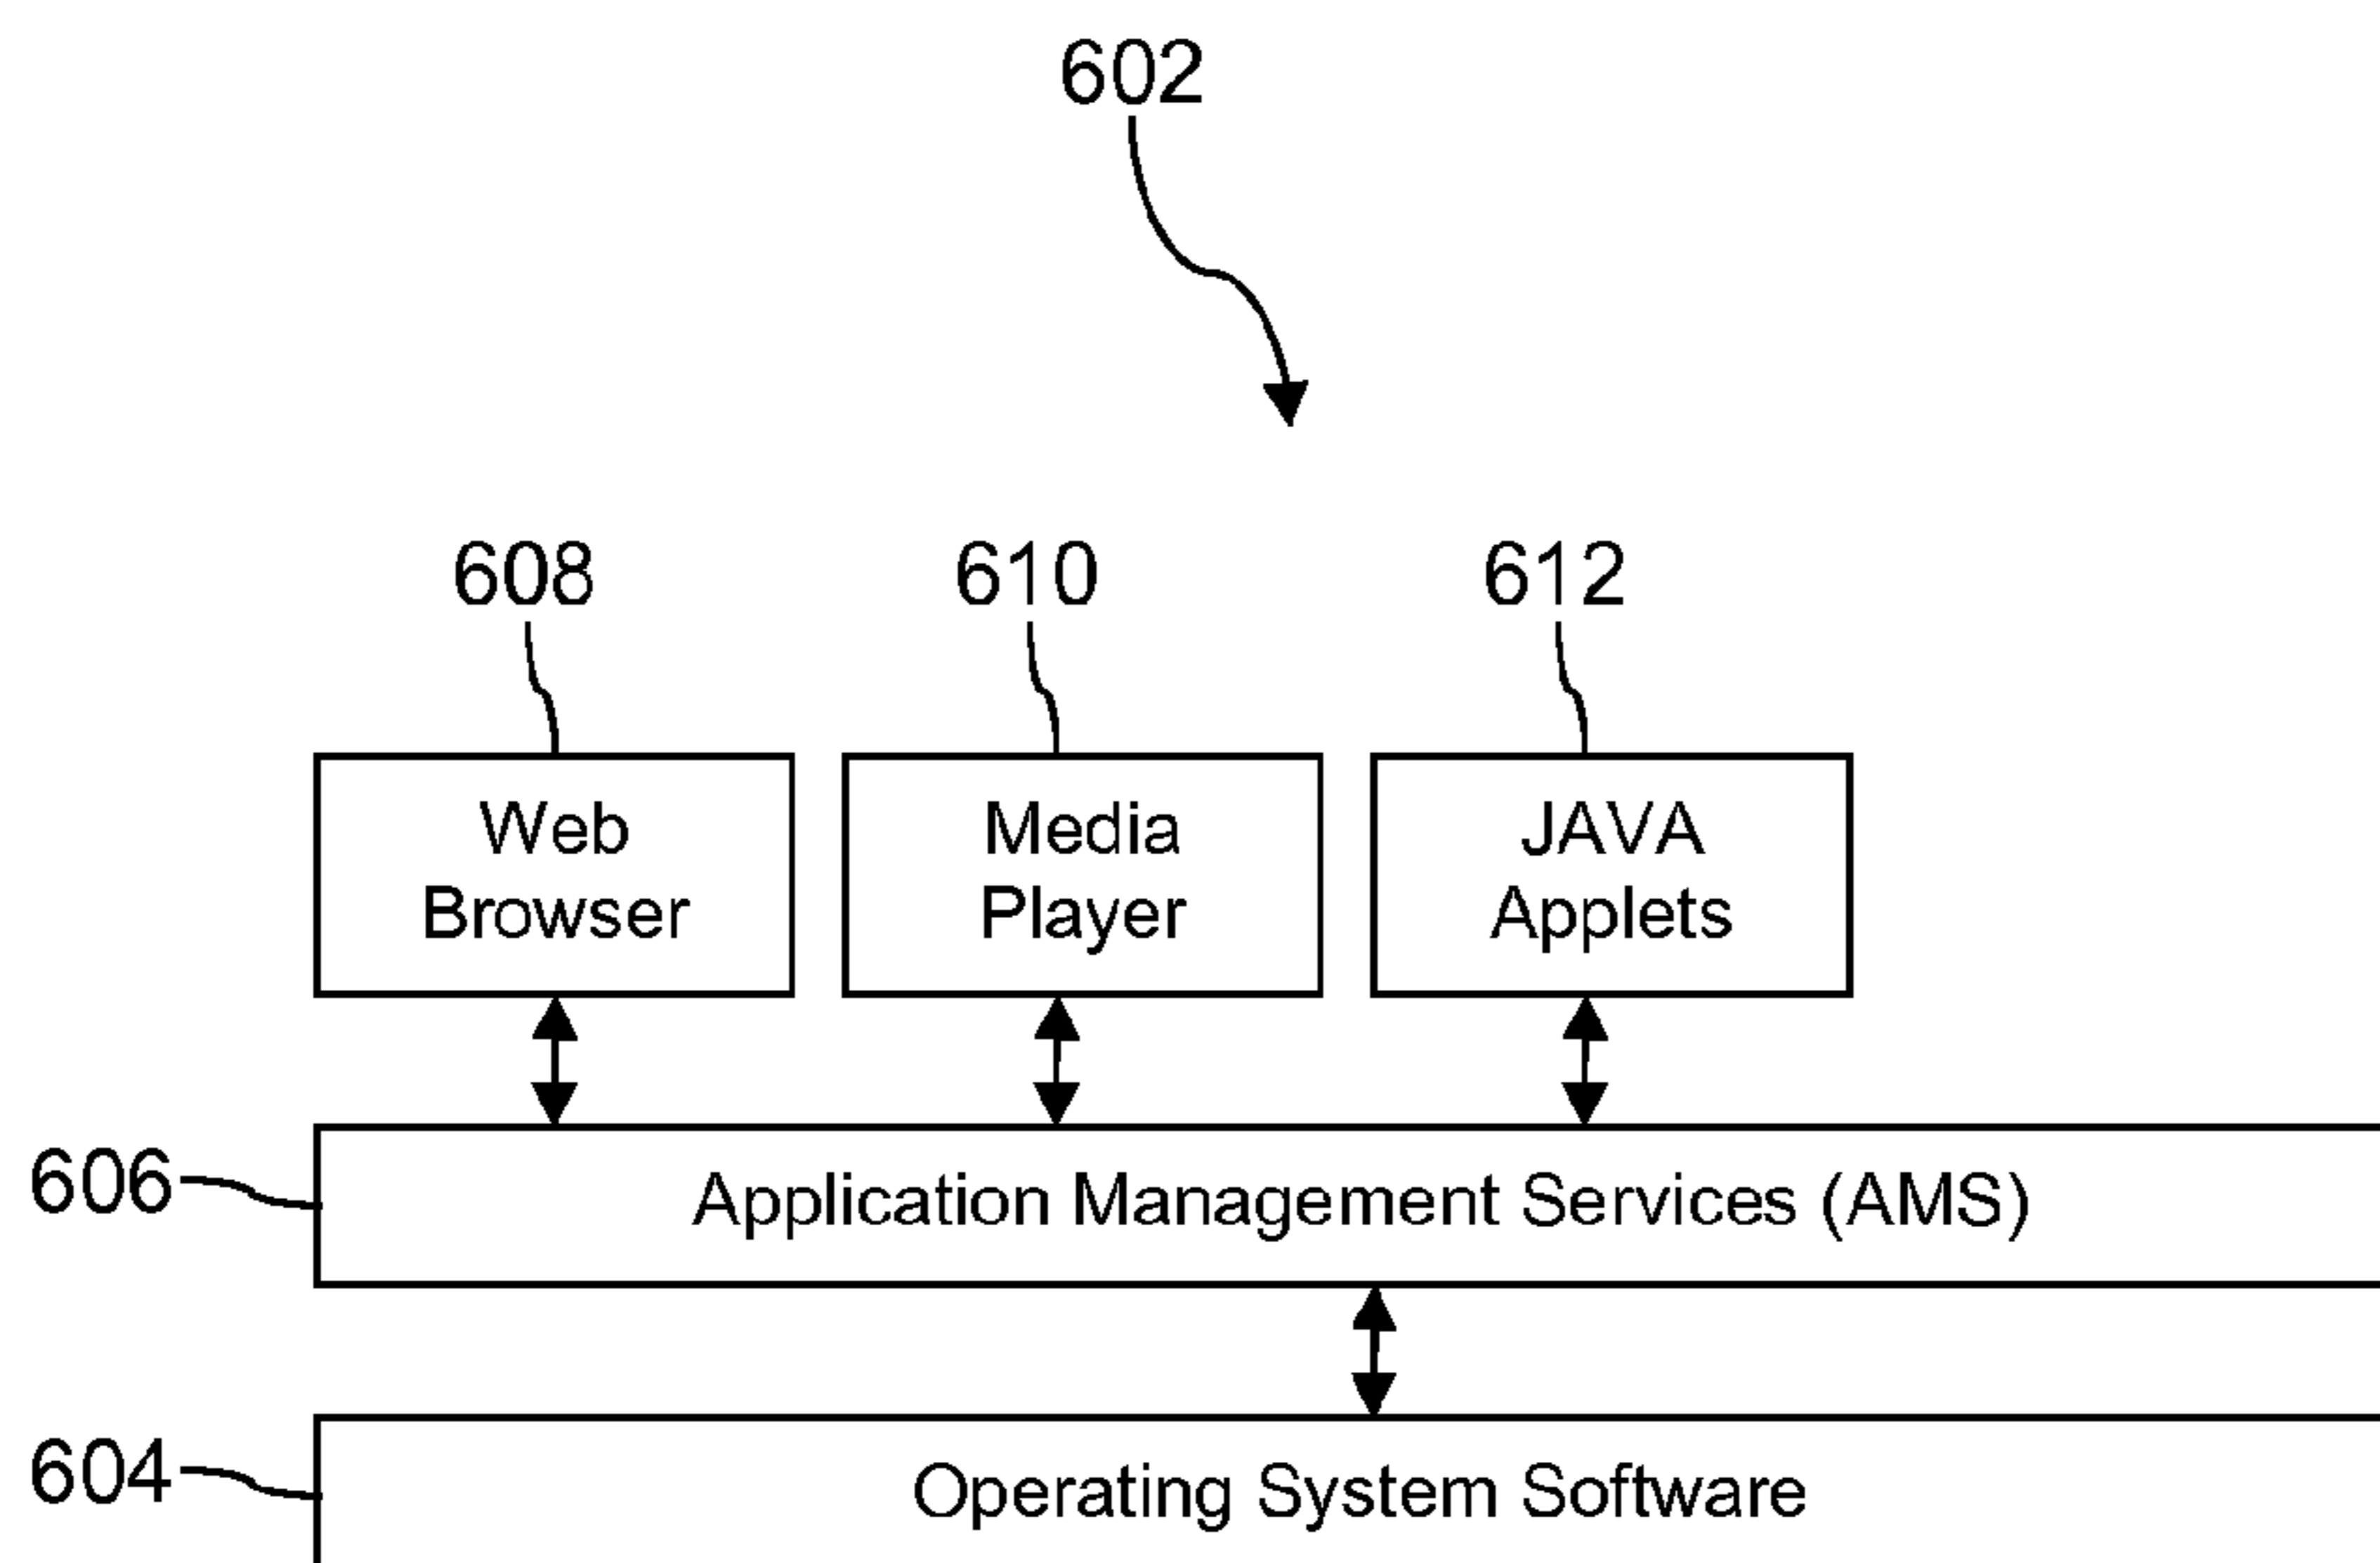 602
608 610 612
Web Browser
Media Player
JAVA Applets
606
Application Management Services (AMS)
604
Operating System Software